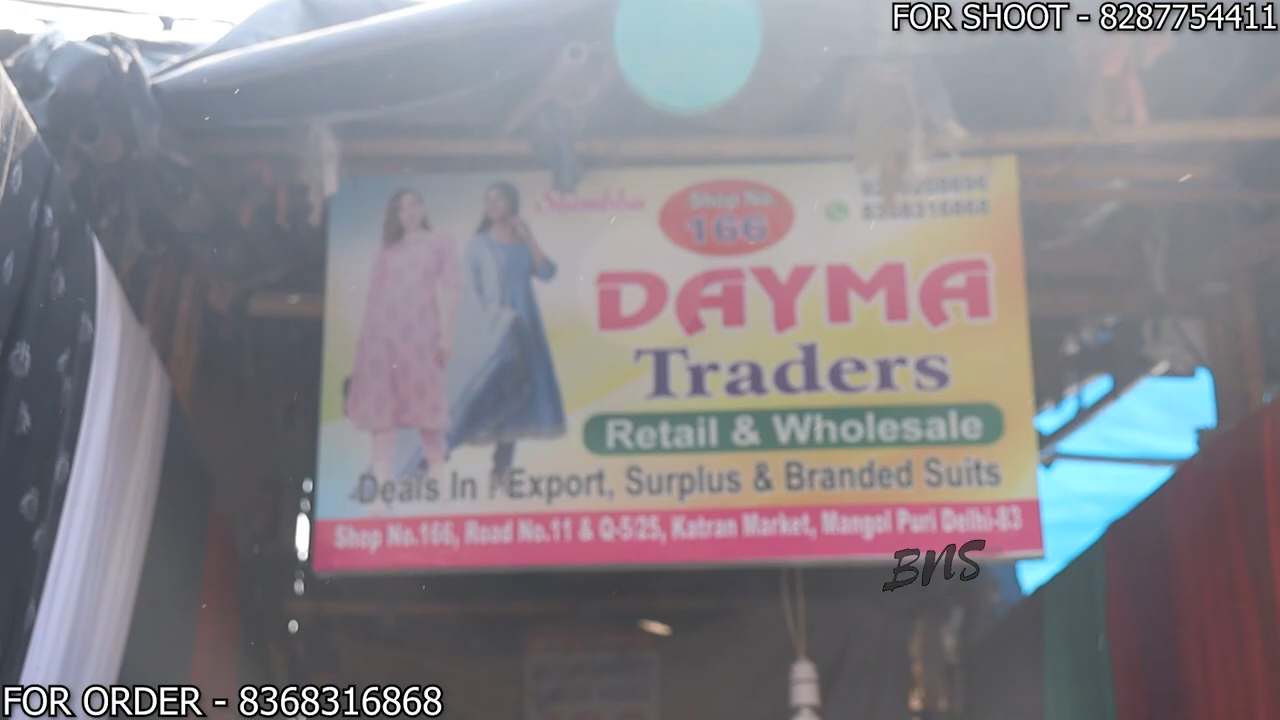 FOR SHOOT - 8287754411
Shop No.
166
8368316868
DAYMA
Traders
Retail & Wholesale
Deals In : Export, Surplus & Branded Suits
Shop No.166, Road No.11 & Q-5/25, Katran Market, Mangol Puri Delhi-83
BNS
FOR ORDER - 8368316868